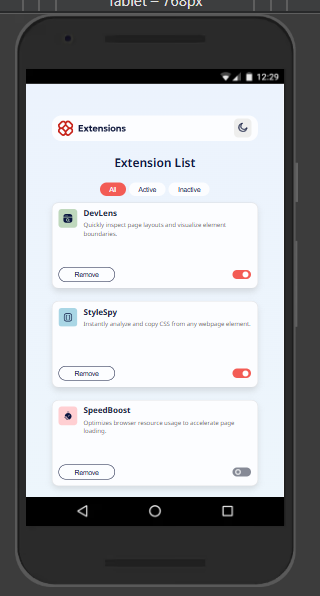 Tablet – 768px
12:29
Extensions
Extension List
All
Active
Inactive
DevLens
Quickly inspect page layouts and visualize element
boundaries.
Remove
StyleSpy
Instantly analyze and copy CSS from any webpage element.
Remove
SpeedBoost
Optimizes browser resource usage to accelerate page
loading.
Remove